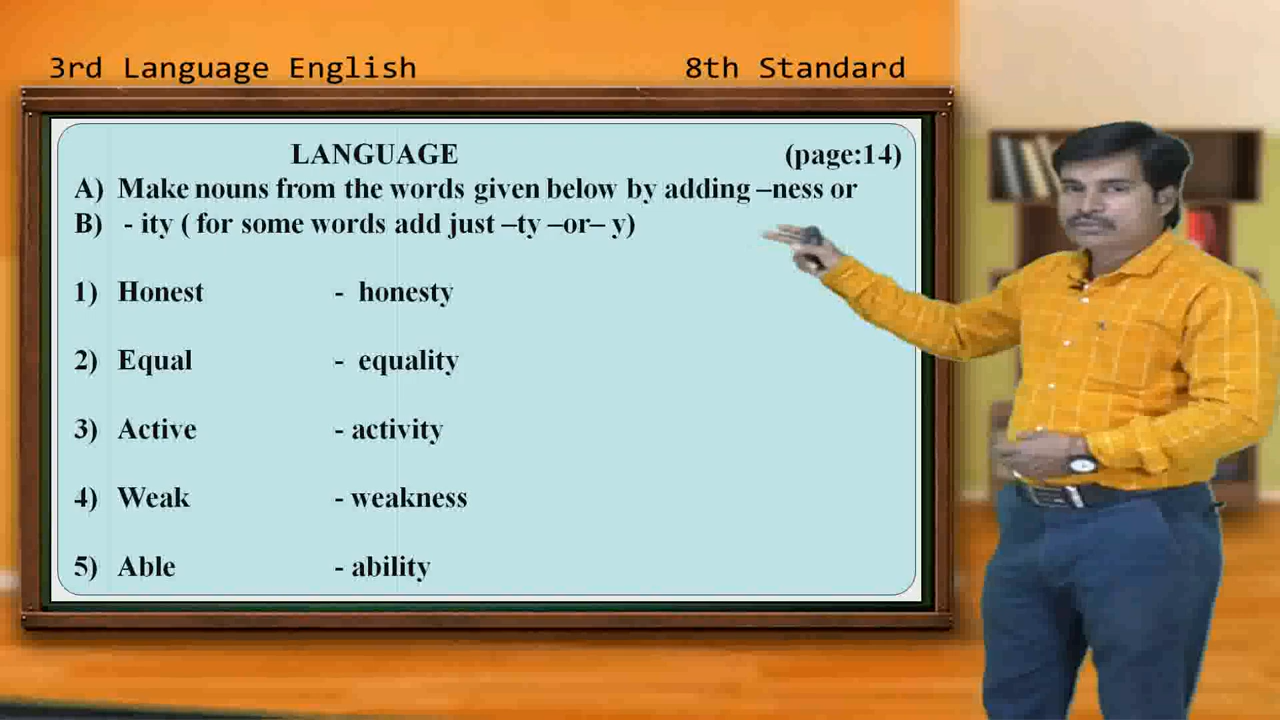 3rd Language English 8th Standard
LANGUAGE (page:14)
A) Make nouns from the words given below by adding –ness or
B) - ity ( for some words add just –ty –or– y)
1) Honest - honesty
2) Equal - equality
3) Active - activity
4) Weak - weakness
5) Able - ability